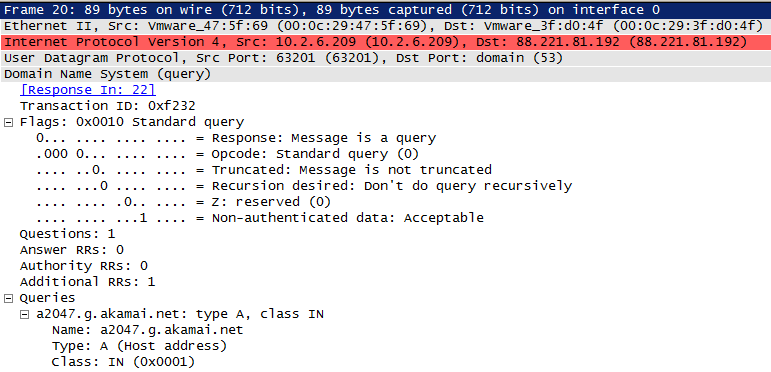 Frame 20: 89 bytes on wire (712 bits), 89 bytes captured (712 bits) on interface 0
Ethernet II, Src: Vmware_47:5f:69 (00:0c:29:47:5f:69), Dst: Vmware_3f:d0:4f (00:0c:29:3f:d0:4f)
Internet Protocol Version 4, Src: 10.2.6.209 (10.2.6.209), Dst: 88.221.81.192 (88.221.81.192)
User Datagram Protocol, Src Port: 63201 (63201), Dst Port: domain (53)
Domain Name System (query)
[Response In: 22]
Transaction ID: 0xf232
Flags: 0x0010 Standard query
0... .... .... .... = Response: Message is a query
.000 0... .... .... = Opcode: Standard query (0)
.... ..0. .... .... = Truncated: Message is not truncated
.... ...0 .... .... = Recursion desired: Don't do query recursively
.... .... .0.. .... = Z: reserved (0)
.... .... ...1 .... = Non-authenticated data: Acceptable
Questions: 1
Answer RRs: 0
Authority RRs: 0
Additional RRs: 1
Queries
a2047.g.akamai.net: type A, class IN
Name: a2047.g.akamai.net
Type: A (Host address)
Class: IN (0x0001)